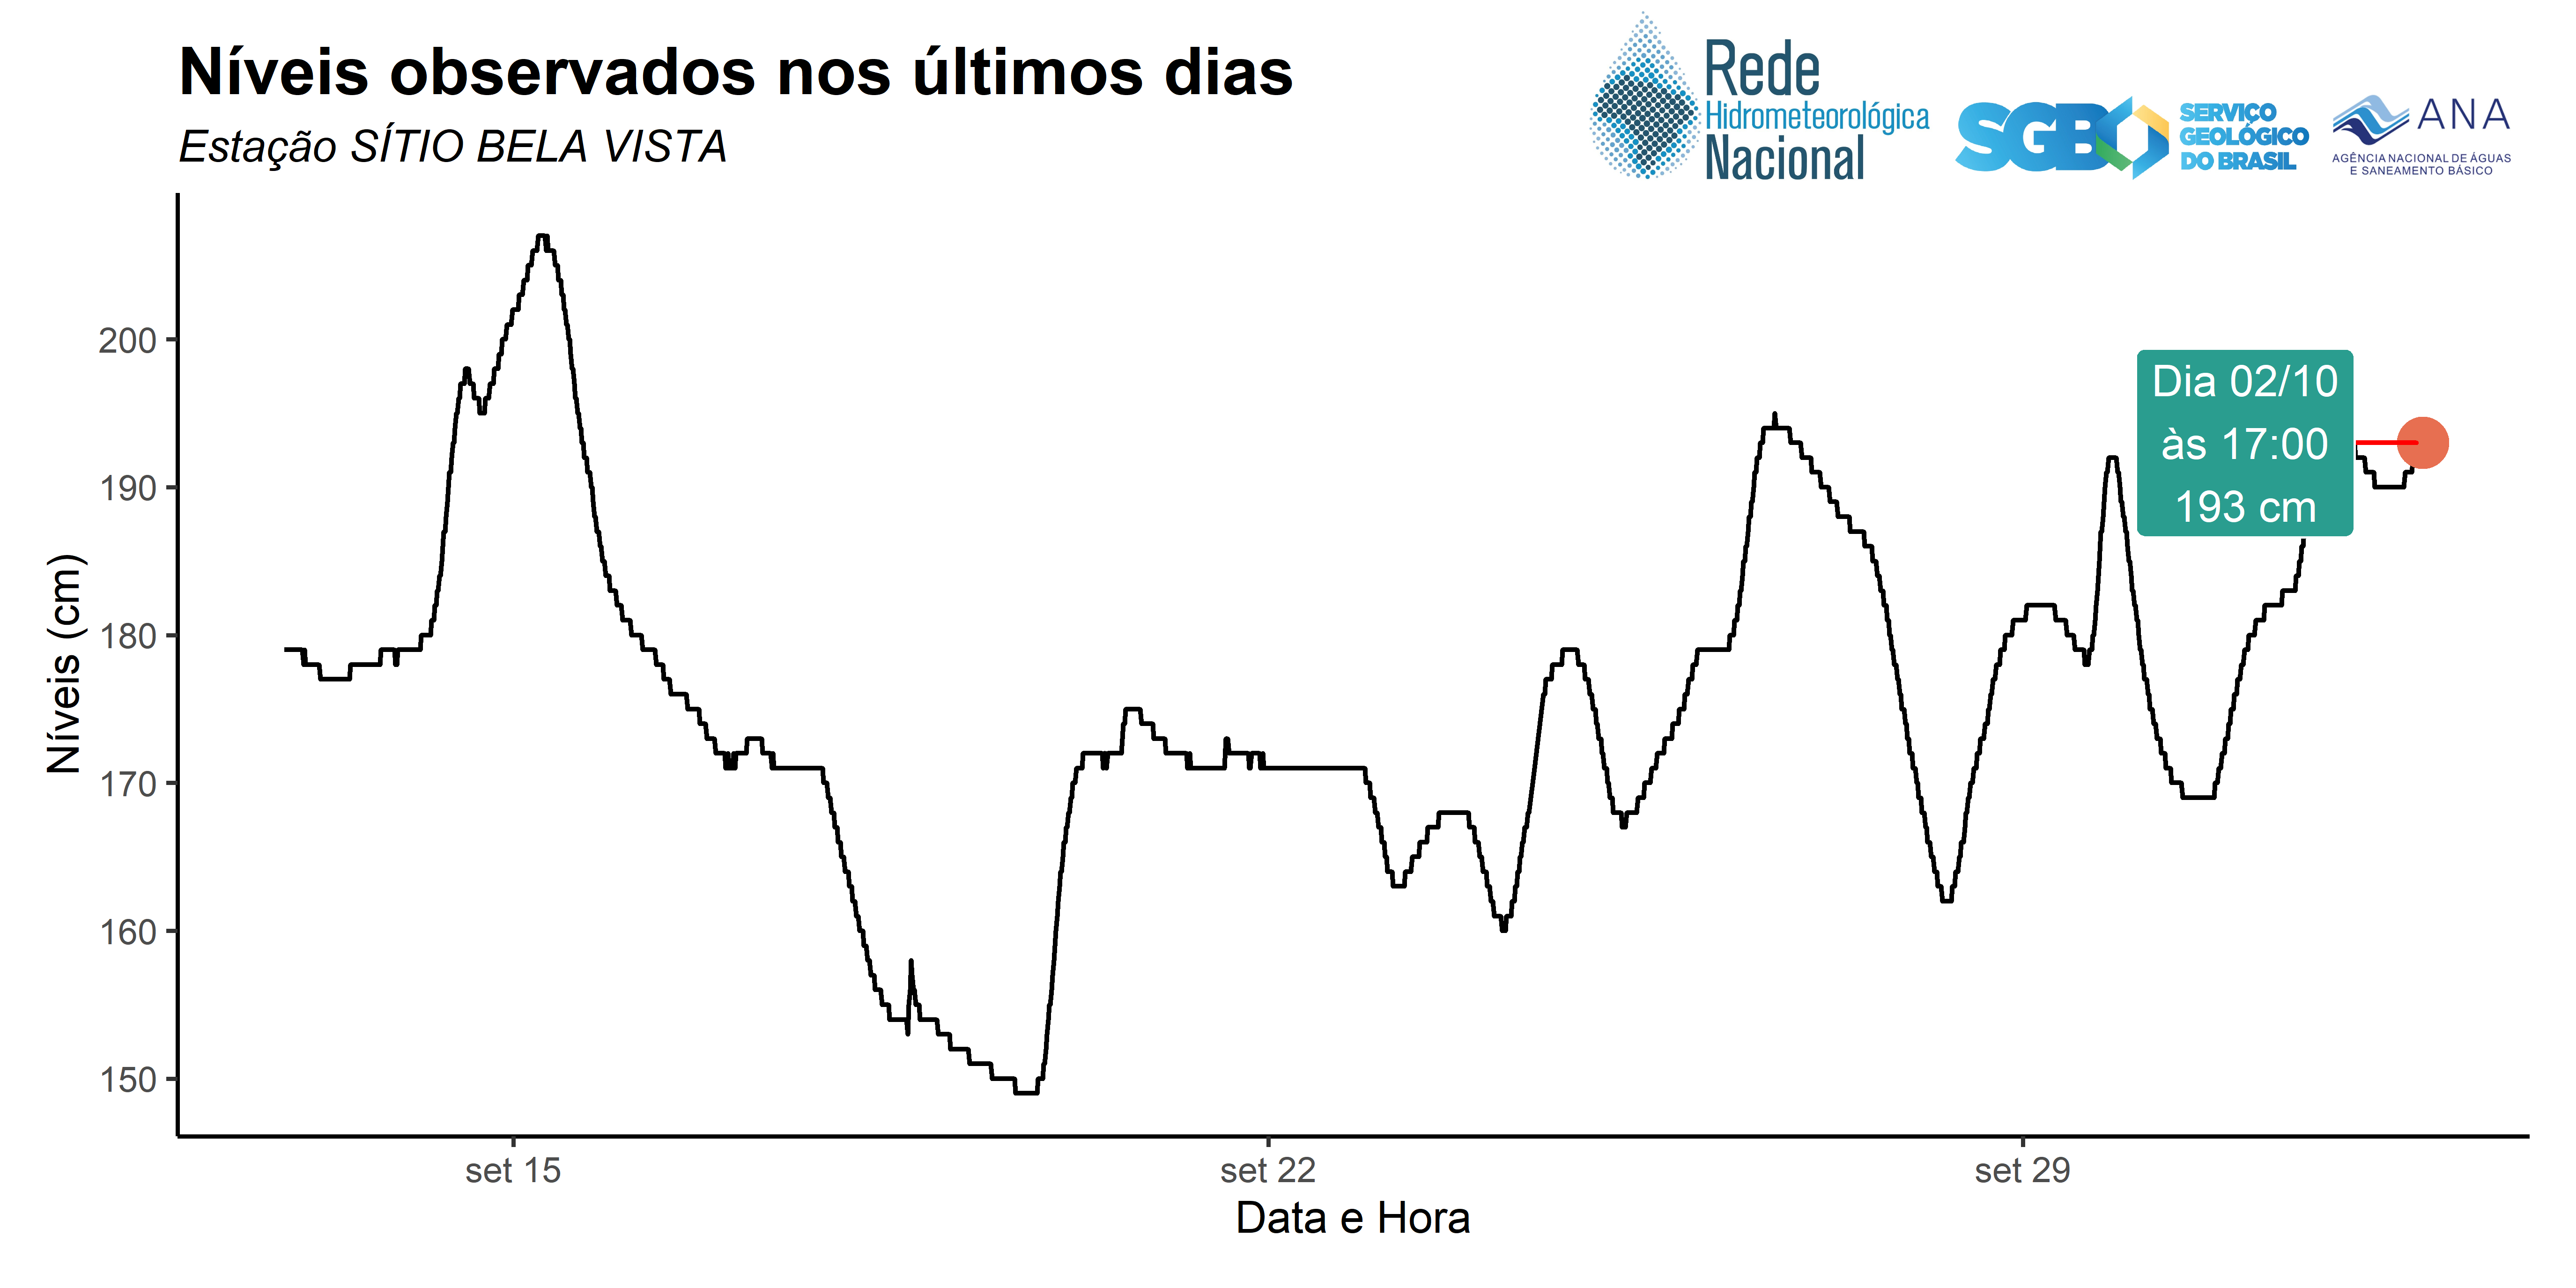 Níveis observados nos últimos dias
Estação SÍTIO BELA VISTA
Rede
Hidrometeorológica
Nacional
SGB
SERVIÇO
GEOLÓGICO
DO BRASIL
ANA
AGÊNCIA NACIONAL DE ÁGUAS
E SANEAMENTO BÁSICO
Níveis (cm)
200
190
180
170
160
150
Dia 02/10
às 17:00
193 cm
set 15
set 22
set 29
Data e Hora